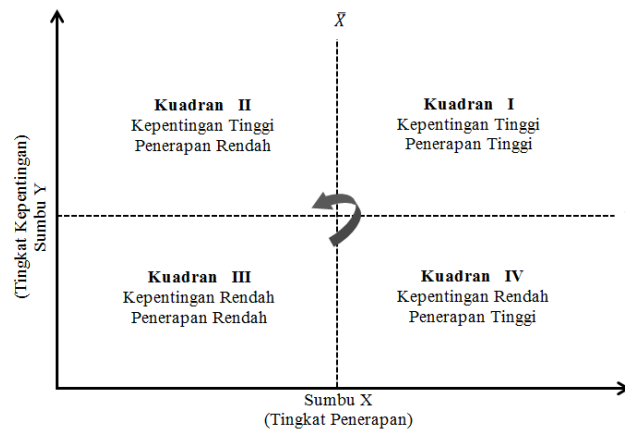 X̄
Kuadran II
Kepentingan Tinggi
Penerapan Rendah
Kuadran I
Kepentingan Tinggi
Penerapan Tinggi
(Tingkat Kepentingan)
Sumbu Y
Kuadran III
Kepentingan Rendah
Penerapan Rendah
Kuadran IV
Kepentingan Rendah
Penerapan Tinggi
Sumbu X
(Tingkat Penerapan)